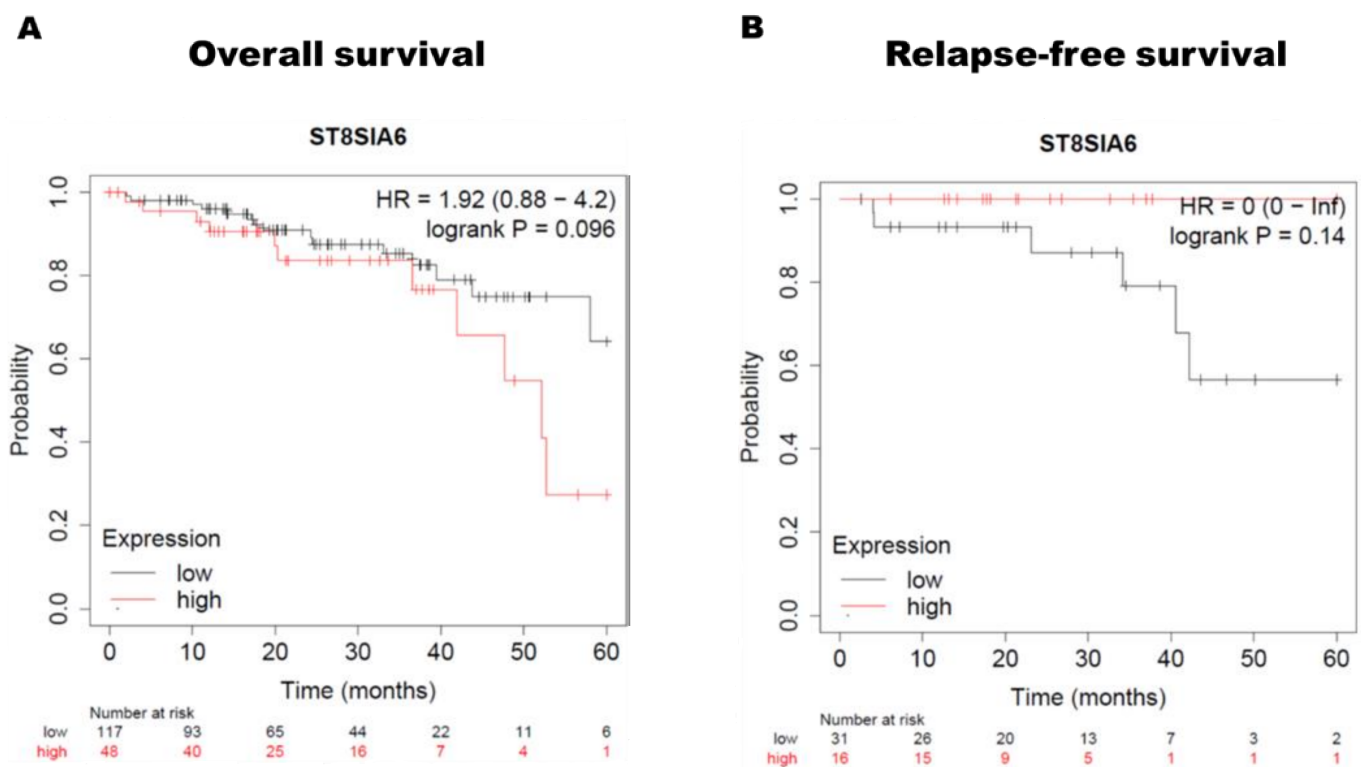 A
Overall survival
ST8SIA6
HR = 1.92 (0.88 − 4.2)
logrank P = 0.096
Probability
1.0
0.8
0.6
0.4
0.2
0.0
Expression
low
high
0 10 20 30 40 50 60
Time (months)
Number at risk
low 117 93 65 44 22 11 6
high 48 40 25 16 7 4 1
B
Relapse-free survival
ST8SIA6
HR = 0 (0 − Inf)
logrank P = 0.14
Probability
1.0
0.8
0.6
0.4
0.2
0.0
Expression
low
high
0 10 20 30 40 50 60
Time (months)
Number at risk
low 31 26 20 13 7 3 2
high 16 15 9 5 1 1 1